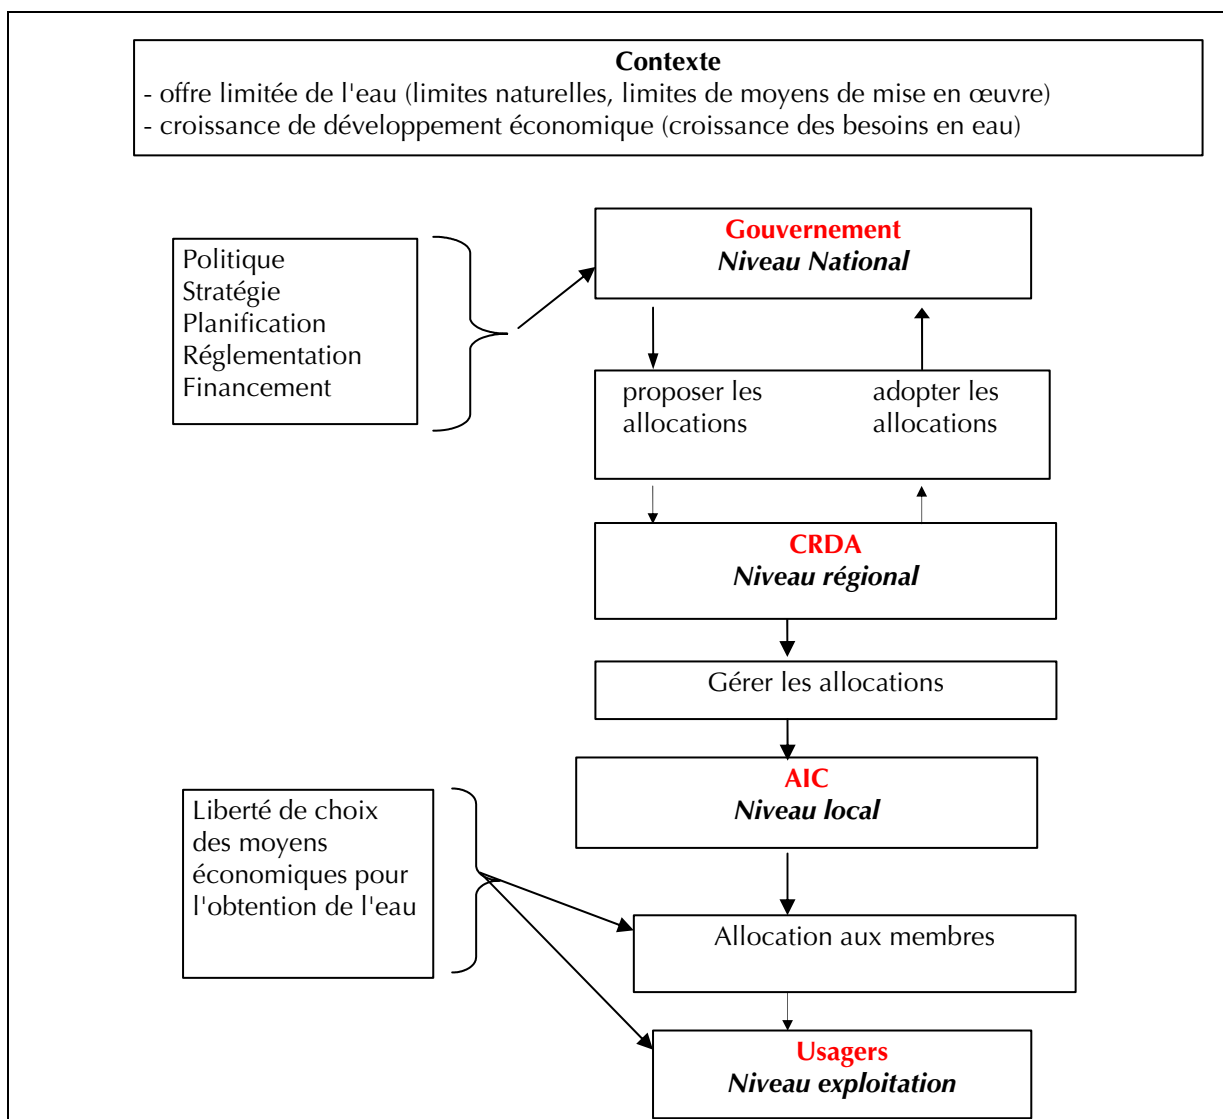 Contexte
- offre limitée de l'eau (limites naturelles, limites de moyens de mise en œuvre)
- croissance de développement économique (croissance des besoins en eau)
Gouvernement
Niveau National
Politique
Stratégie
Planification
Réglementation
Financement
proposer les
allocations
adopter les
allocations
CRDA
Niveau régional
Gérer les allocations
AIC
Niveau local
Liberté de choix
des moyens
économiques pour
l'obtention de l'eau
Allocation aux membres
Usagers
Niveau exploitation